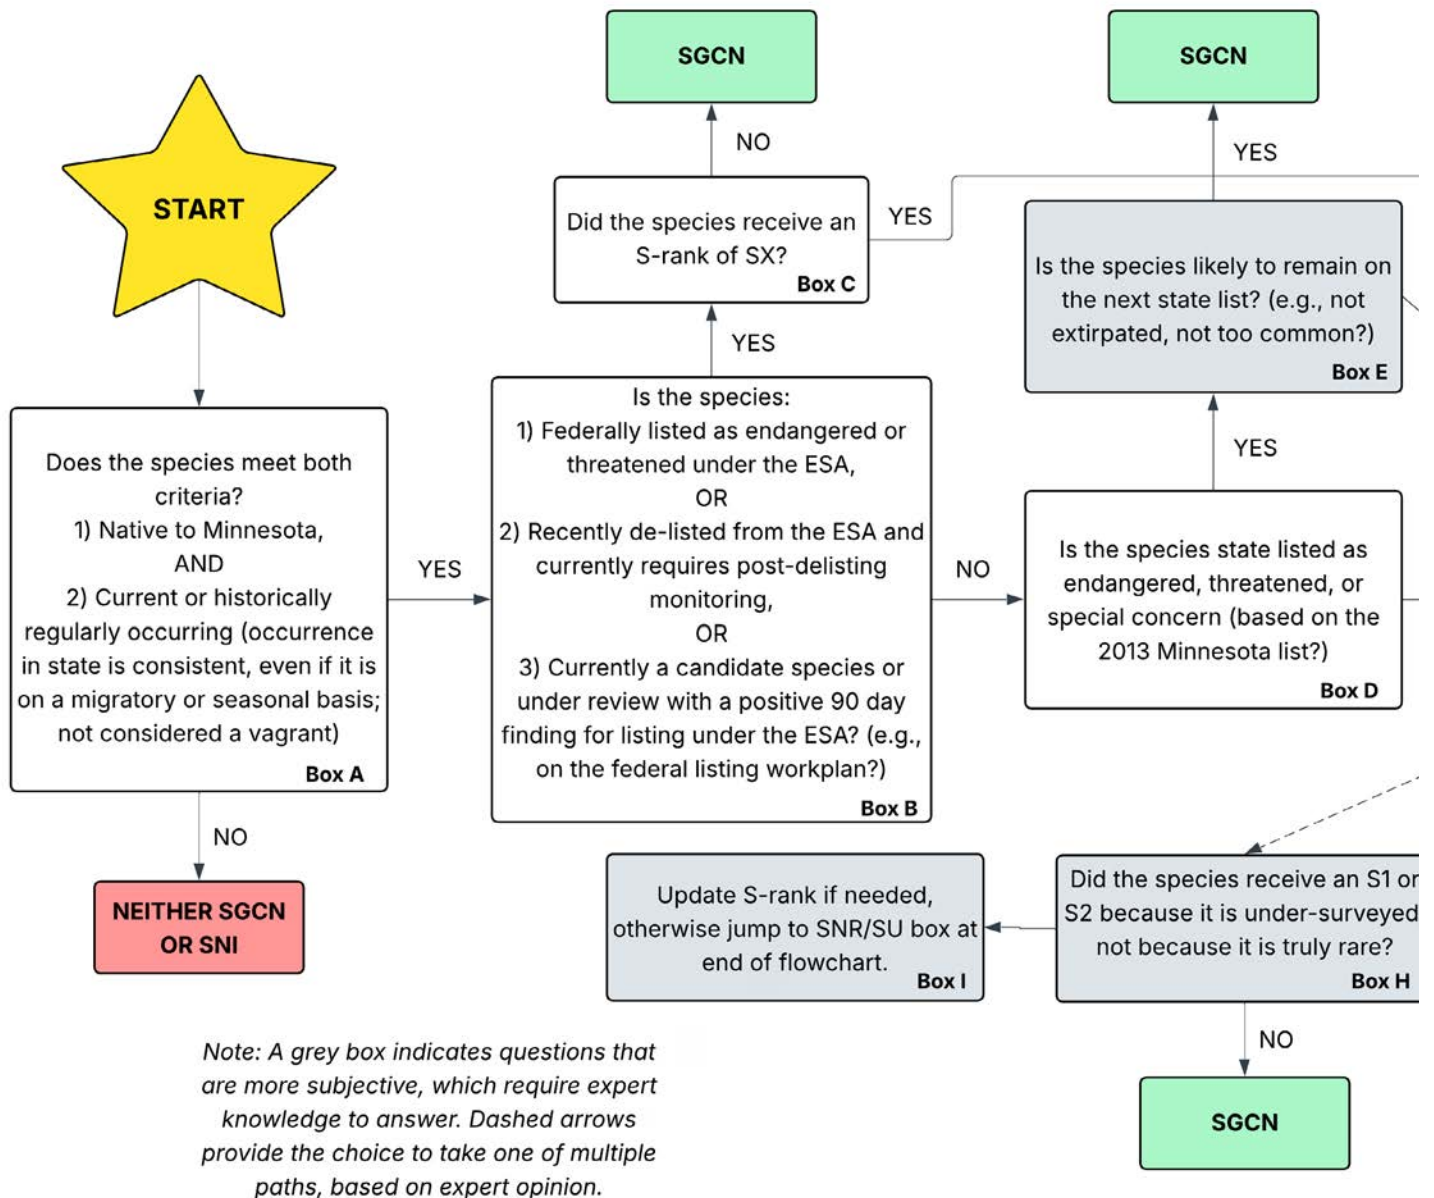 START
Does the species meet both
criteria?
1) Native to Minnesota,
AND
2) Current or historically
regularly occurring (occurrence
in state is consistent, even if it is
on a migratory or seasonal basis;
not considered a vagrant)
Box A
NO
NEITHER SGCN
OR SNI
YES
Is the species:
1) Federally listed as endangered or
threatened under the ESA,
OR
2) Recently de-listed from the ESA and
currently requires post-delisting
monitoring,
OR
3) Currently a candidate species or
under review with a positive 90 day
finding for listing under the ESA? (e.g.,
on the federal listing workplan?)
Box B
YES
Did the species receive an
S-rank of SX?
Box C
NO
SGCN
YES
NO
Is the species state listed as
endangered, threatened, or
special concern (based on the
2013 Minnesota list?)
Box D
YES
Is the species likely to remain on
the next state list? (e.g., not
extirpated, not too common?)
Box E
YES
SGCN
Did the species receive an S1 or
S2 because it is under-surveyed
not because it is truly rare?
Box H
NO
SGCN
Update S-rank if needed,
otherwise jump to SNR/SU box at
end of flowchart.
Box I
Note: A grey box indicates questions that
are more subjective, which require expert
knowledge to answer. Dashed arrows
provide the choice to take one of multiple
paths, based on expert opinion.